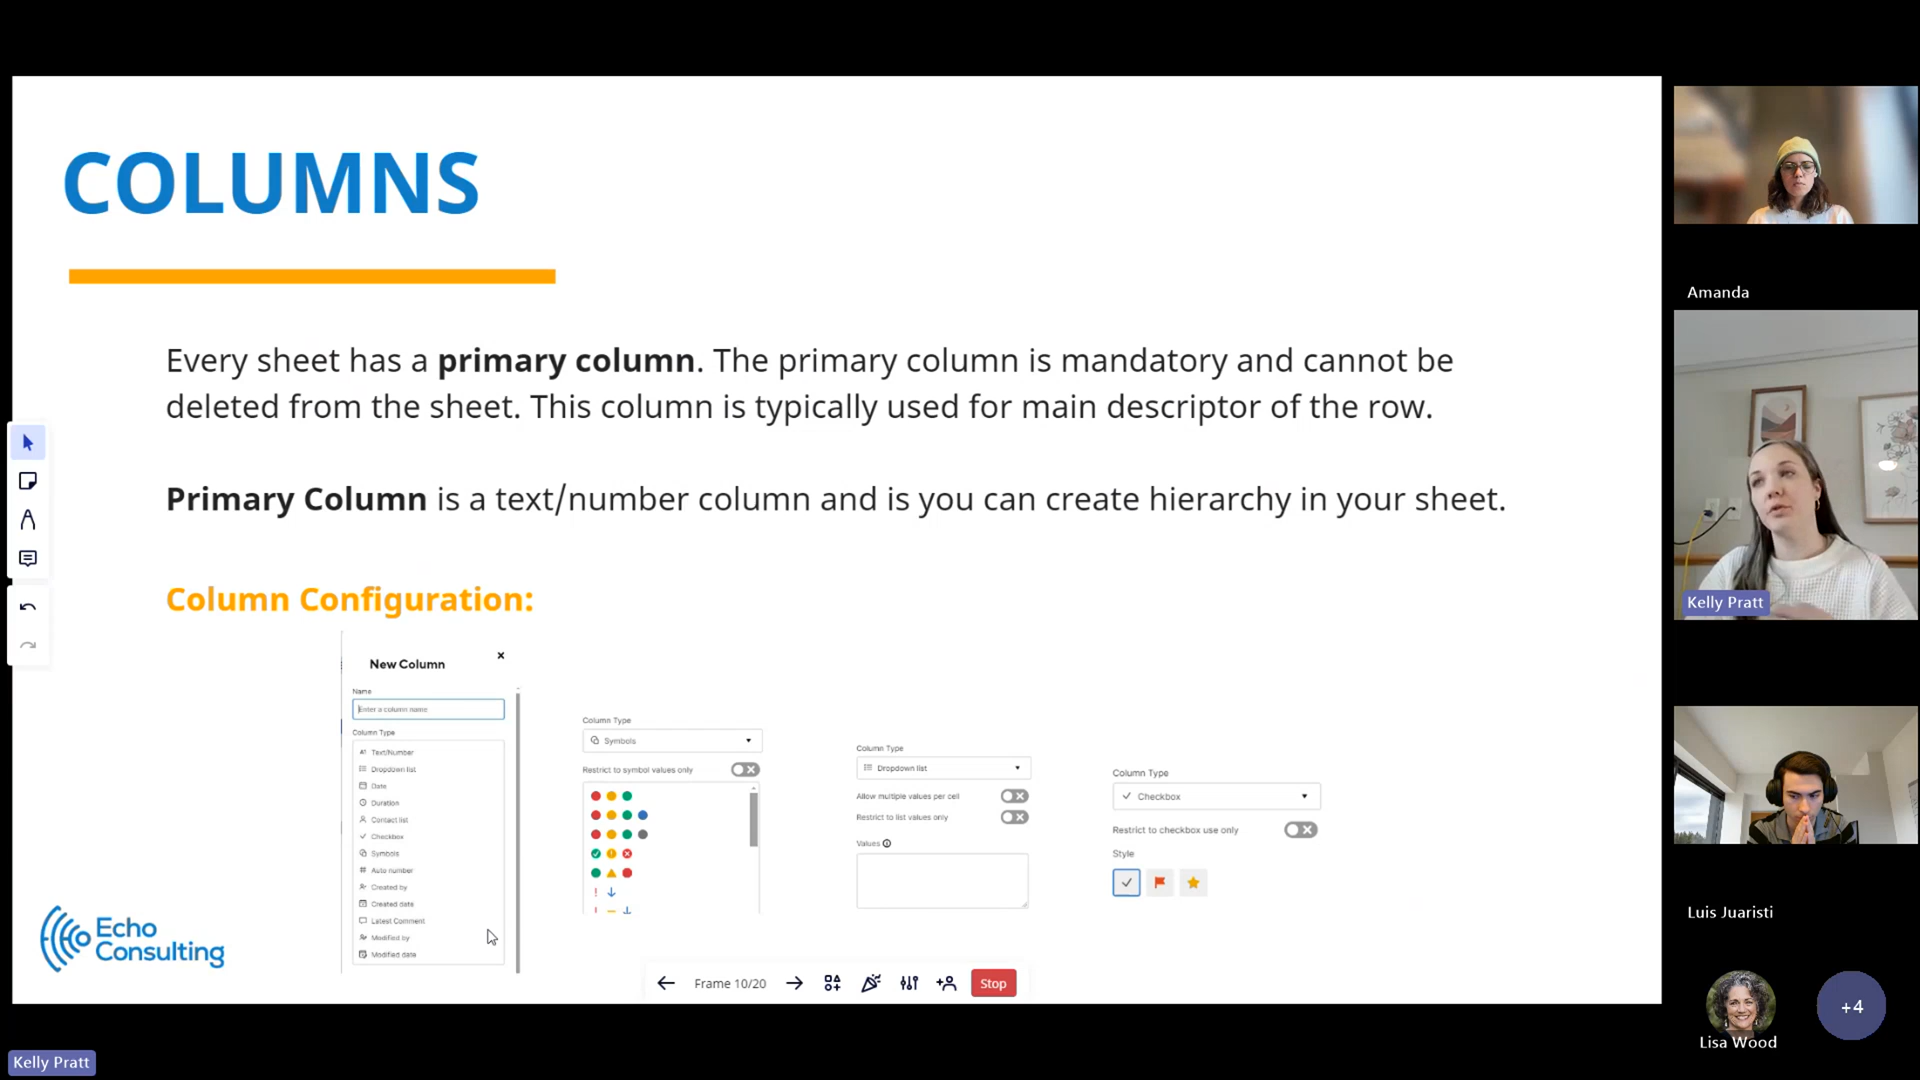 COLUMNS
Every sheet has a primary column. The primary column is mandatory and cannot be
deleted from the sheet. This column is typically used for main descriptor of the row.
Primary Column is a text/number column and is you can create hierarchy in your sheet.
Column Configuration:
New Column
Name
Enter a column name
Column Type
Text/Number
Dropdown list
Date
Duration
Contact list
Checkbox
Symbols
Auto number
Created by
Created date
Latest Comment
Modified by
Modified date
Column Type
Symbols
Restrict to symbol values only
Column Type
Dropdown list
Allow multiple values per cell
Restrict to list values only
Values
Column Type
Checkbox
Restrict to checkbox use only
Style
Echo
Consulting
Frame 10/20
Stop
Amanda
Kelly Pratt
Luis Juaristi
+4
Lisa Wood
Kelly Pratt